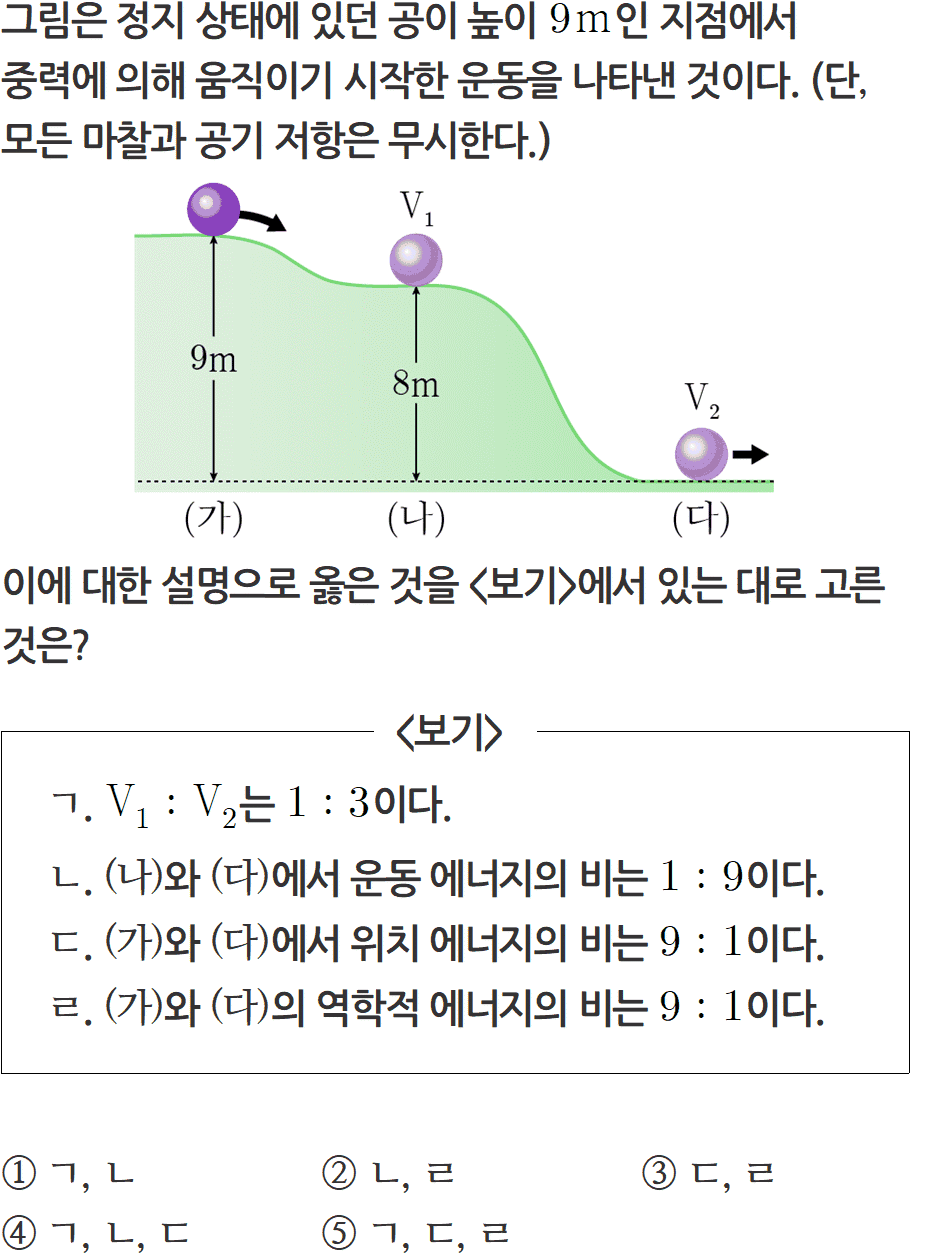 그림은 정지 상태에 있던 공이 높이 9m인 지점에서
중력에 의해 움직이기 시작한 운동을 나타낸 것이다. (단,
모든 마찰과 공기 저항은 무시한다.)
V₁
9m
8m
V₂
(가) (나) (다)
이에 대한 설명으로 옳은 것을 <보기>에서 있는 대로 고른
것은?
<보기>
ㄱ. V₁ : V₂는 1 : 3이다.
ㄴ. (나)와 (다)에서 운동 에너지의 비는 1 : 9이다.
ㄷ. (가)와 (다)에서 위치 에너지의 비는 9 : 1이다.
ㄹ. (가)와 (다)의 역학적 에너지의 비는 9 : 1이다.
① ㄱ, ㄴ ② ㄴ, ㄹ ③ ㄷ, ㄹ
④ ㄱ, ㄴ, ㄷ ⑤ ㄱ, ㄷ, ㄹ